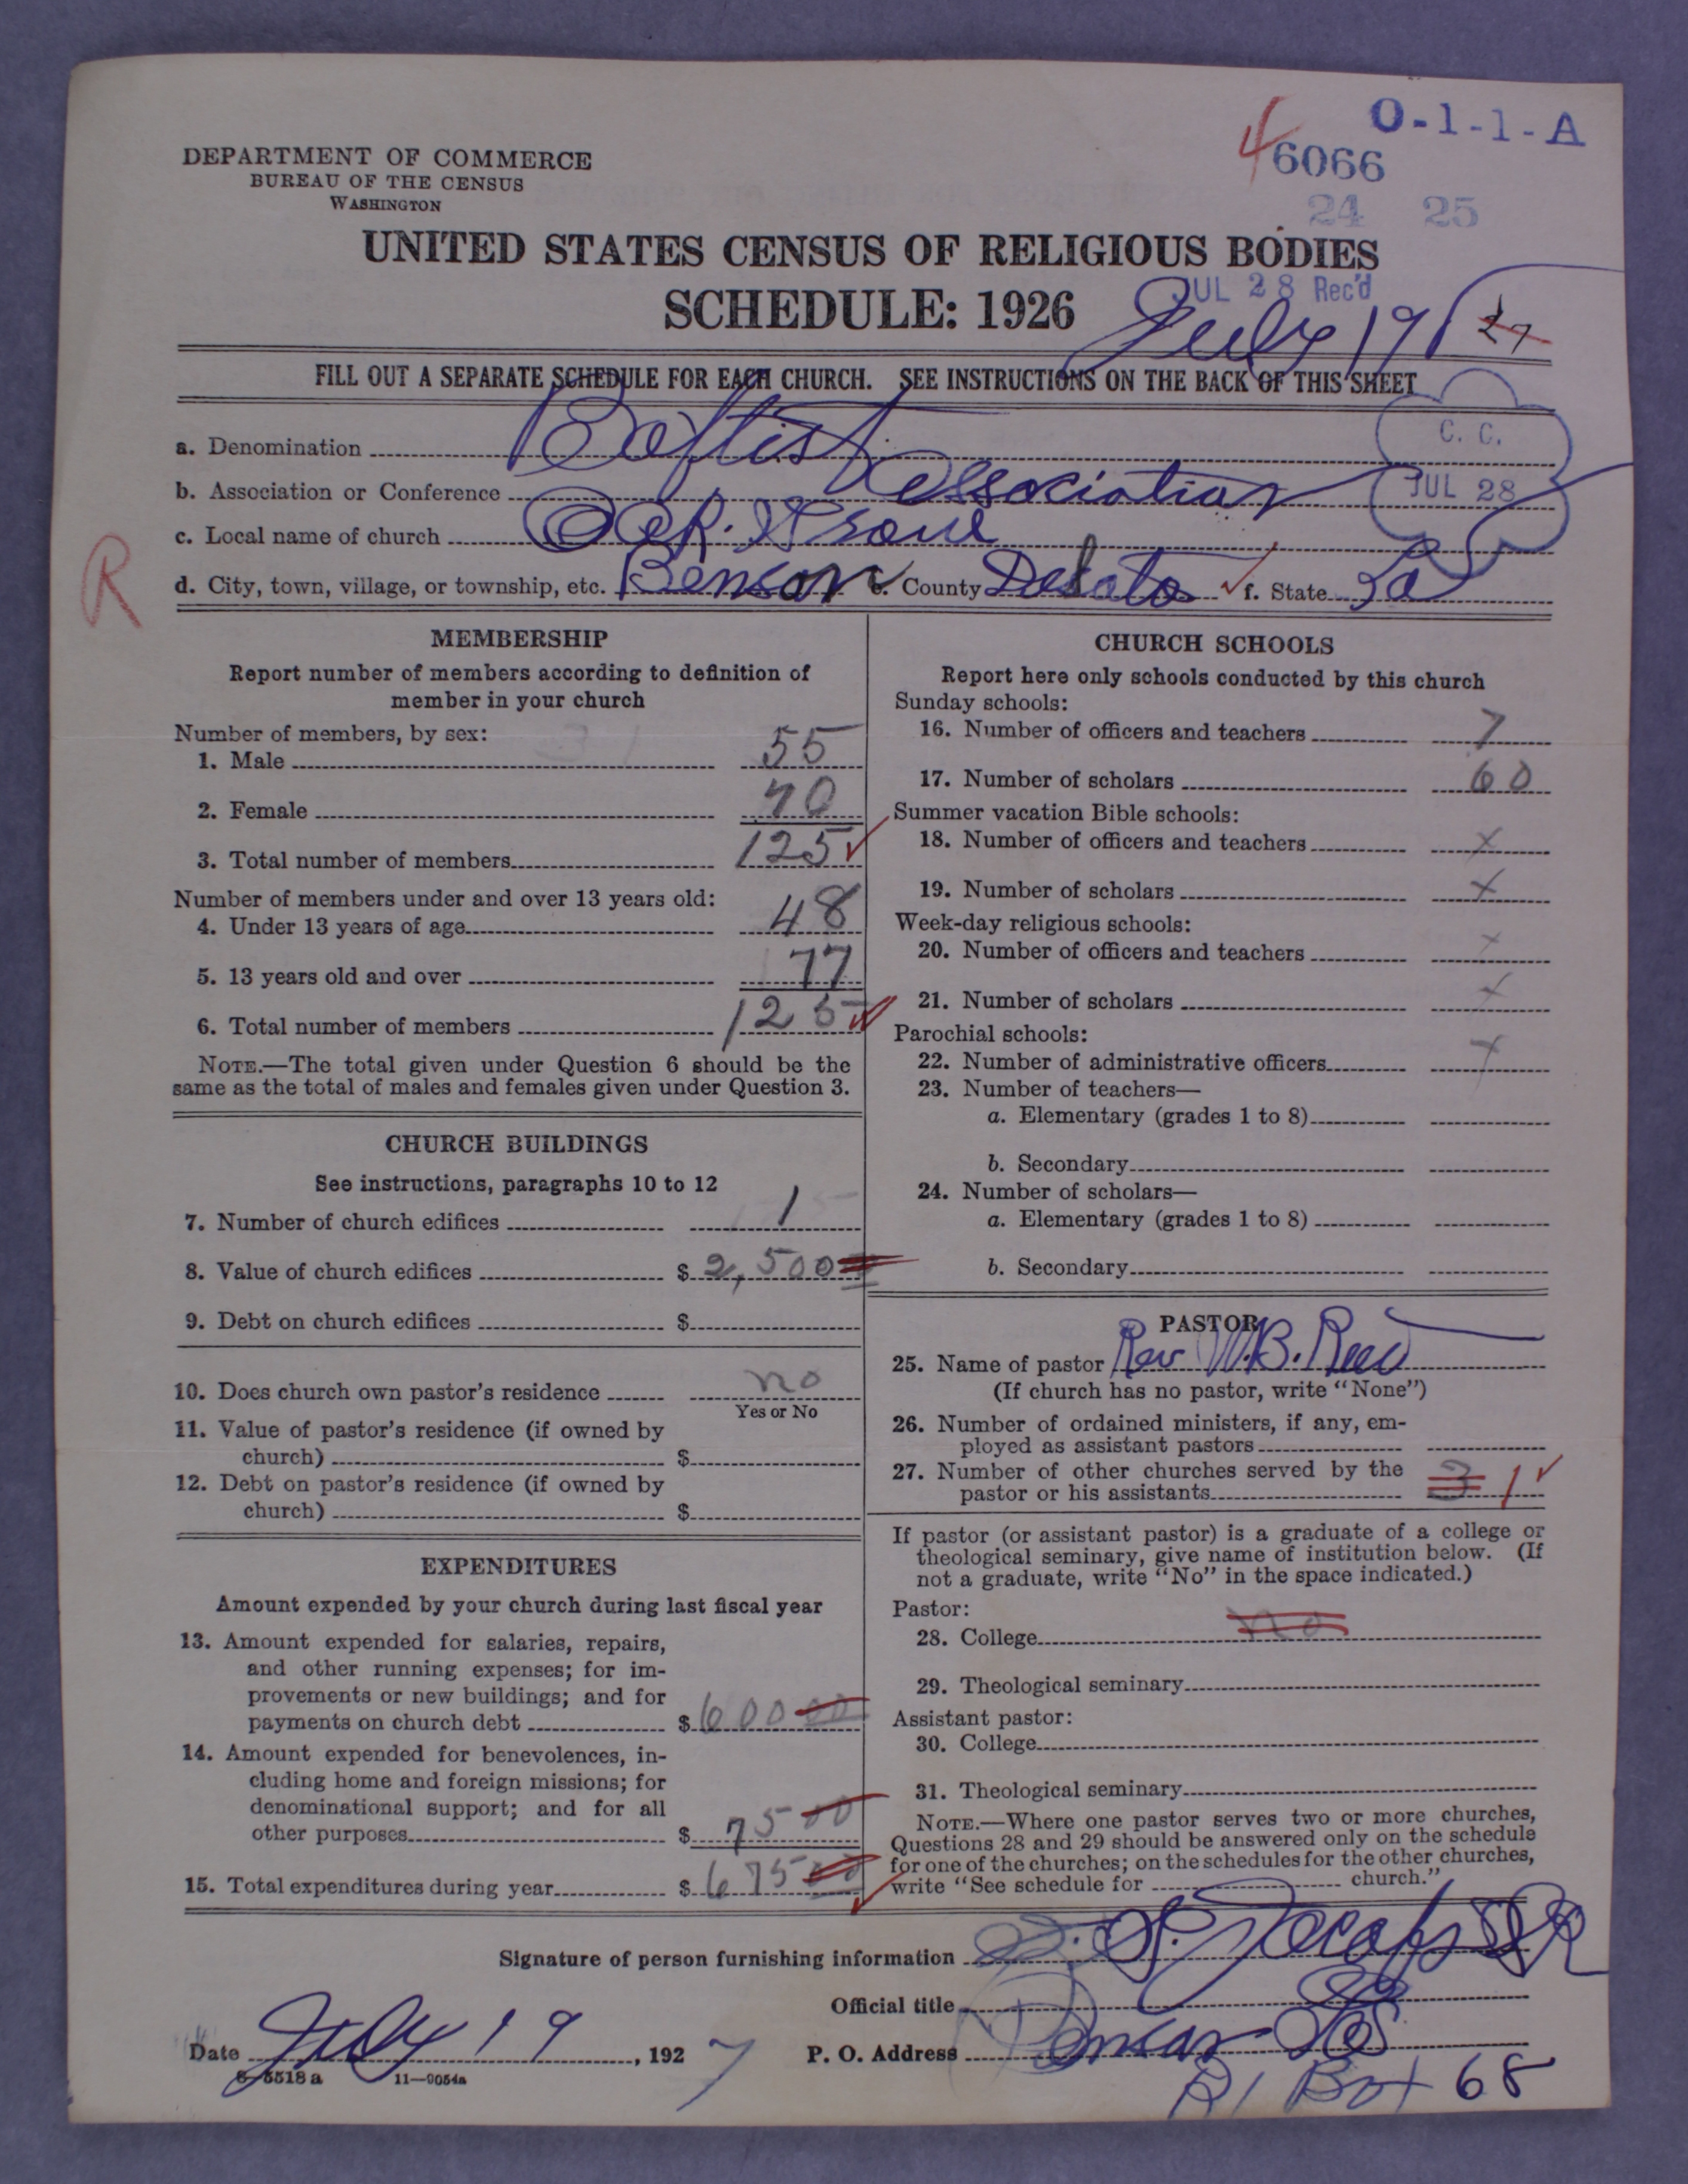 O-1-1-A
46066
24 25
DEPARTMENT OF COMMERCE
BUREAU OF THE CENSUS
WASHINGTON
UNITED STATES CENSUS OF RELIGIOUS BODIES
SCHEDULE: 1926
JUL 28 Rec'd
July 19 27
FILL OUT A SEPARATE SCHEDULE FOR EACH CHURCH. SEE INSTRUCTIONS ON THE BACK OF THIS SHEET
C. C.
JUL 28
a. Denomination Baptist
b. Association or Conference Association
c. Local name of church
R
d. City, town, village, or township, etc. Benson e. County DeSoto f. State La
MEMBERSHIP
Report number of members according to definition of
member in your church
Number of members, by sex:
1. Male 55
2. Female 70
3. Total number of members 125
Number of members under and over 13 years old:
4. Under 13 years of age 48
5. 13 years old and over 77
6. Total number of members 125
NOTE.—The total given under Question 6 should be the
same as the total of males and females given under Question 3.
CHURCH BUILDINGS
See instructions, paragraphs 10 to 12
7. Number of church edifices 1
8. Value of church edifices $ 2,500
9. Debt on church edifices $
10. Does church own pastor's residence no
Yes or No
11. Value of pastor's residence (if owned by
church) $
12. Debt on pastor's residence (if owned by
church) $
EXPENDITURES
Amount expended by your church during last fiscal year
13. Amount expended for salaries, repairs,
and other running expenses; for im-
provements or new buildings; and for
payments on church debt $ 600 00
14. Amount expended for benevolences, in-
cluding home and foreign missions; for
denominational support; and for all
other purposes $ 75 00
15. Total expenditures during year $ 675 00
CHURCH SCHOOLS
Report here only schools conducted by this church
Sunday schools:
16. Number of officers and teachers 7
17. Number of scholars 60
Summer vacation Bible schools:
18. Number of officers and teachers x
19. Number of scholars x
Week-day religious schools:
20. Number of officers and teachers x
21. Number of scholars x
Parochial schools:
22. Number of administrative officers x
23. Number of teachers—
a. Elementary (grades 1 to 8)
b. Secondary
24. Number of scholars—
a. Elementary (grades 1 to 8)
b. Secondary
PASTOR
25. Name of pastor Rev W.B. Reed
(If church has no pastor, write "None")
26. Number of ordained ministers, if any, em-
ployed as assistant pastors
27. Number of other churches served by the
pastor or his assistants 3 1
If pastor (or assistant pastor) is a graduate of a college or
theological seminary, give name of institution below. (If
not a graduate, write "No" in the space indicated.)
Pastor:
28. College no
29. Theological seminary
Assistant pastor:
30. College
31. Theological seminary
NOTE.—Where one pastor serves two or more churches,
Questions 28 and 29 should be answered only on the schedule
for one of the churches; on the schedules for the other churches,
write "See schedule for church."
Signature of person furnishing information
Official title
Date July 19, 1927
P. O. Address Benson La
R1 Box 68
8-5518a 11—9054a